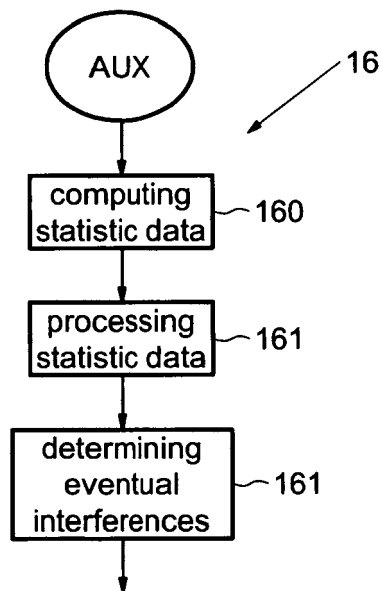 AUX
16
computing
statistic data
160
processing
statistic data
161
determining
eventual
interferences
161